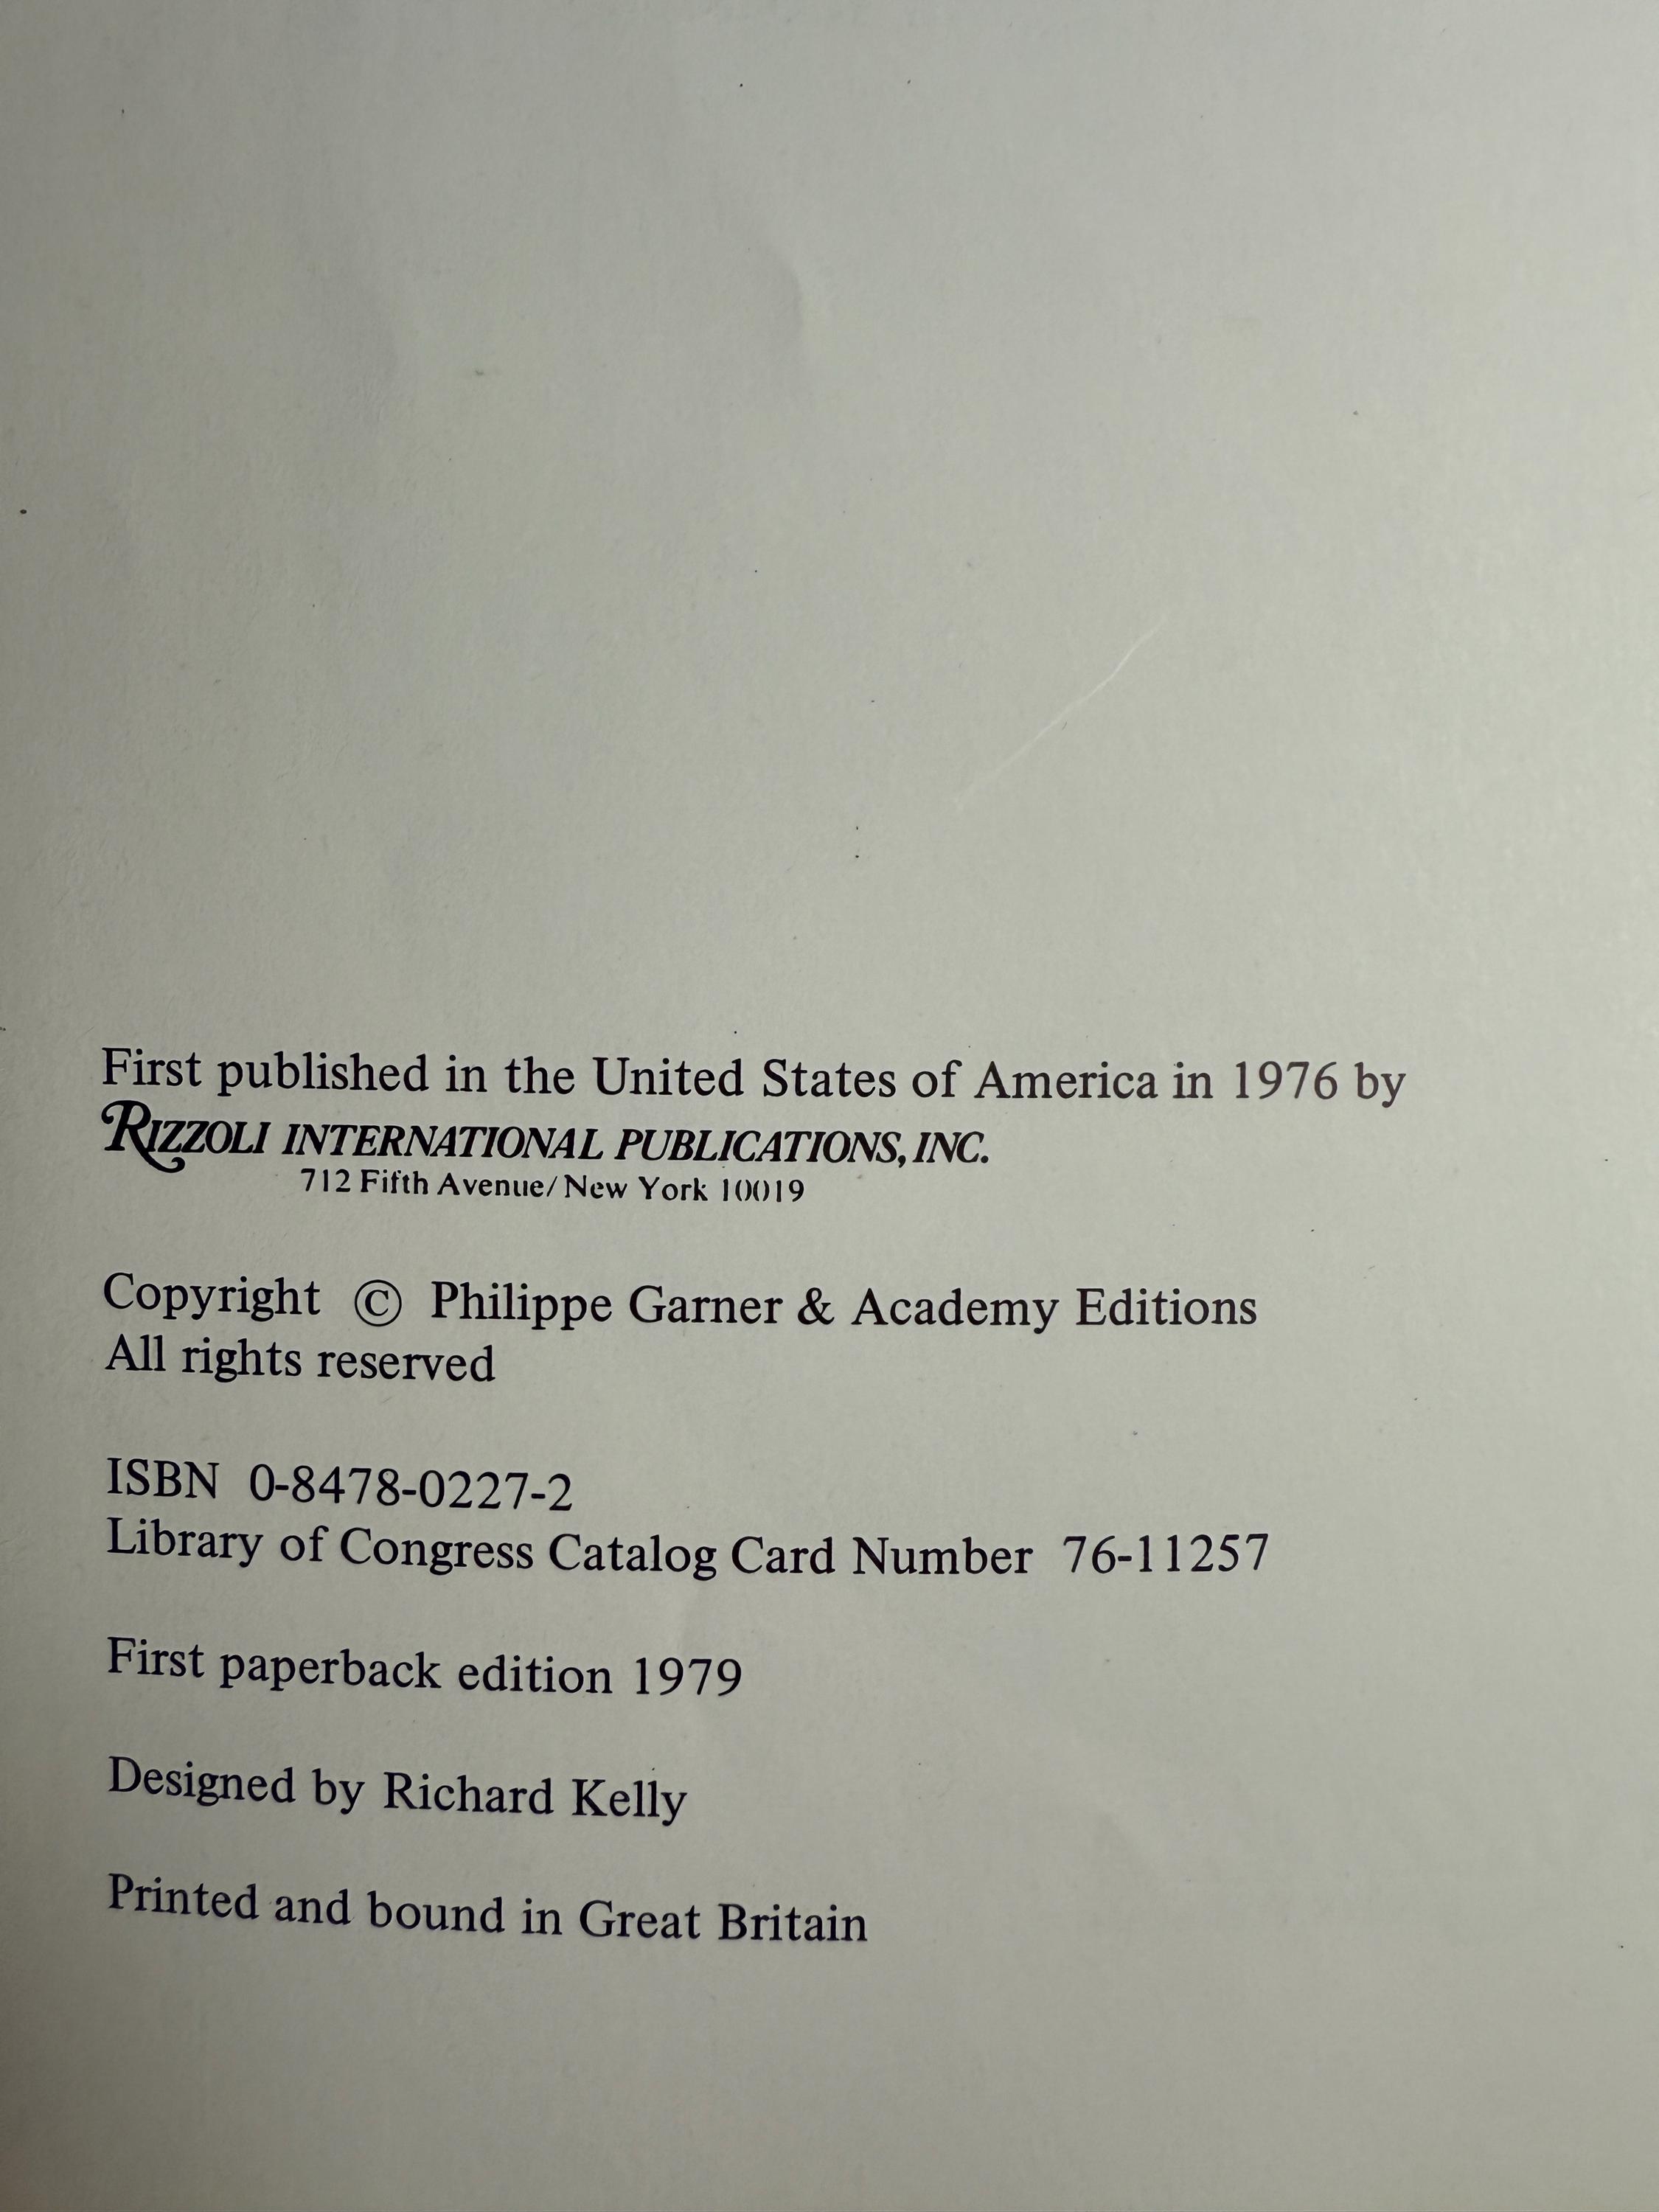 First published in the United States of America in 1976 by
RIZZOLI INTERNATIONAL PUBLICATIONS, INC.
712 Fifth Avenue/New York 10019
Copyright © Philippe Garner & Academy Editions
All rights reserved
ISBN 0-8478-0227-2
Library of Congress Catalog Card Number 76-11257
First paperback edition 1979
Designed by Richard Kelly
Printed and bound in Great Britain